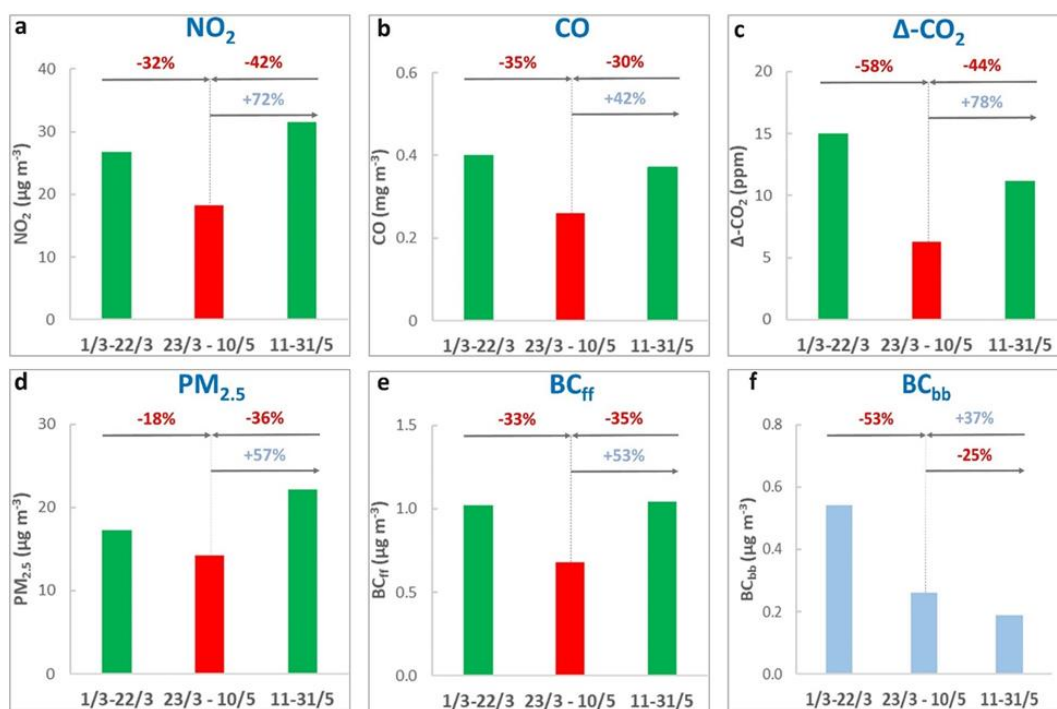 a NO₂
-32% -42%
+72%
40
30
20
10
0
NO₂ (µg m⁻³)
1/3-22/3 23/3 - 10/5 11-31/5
b CO
-35% -30%
+42%
0.6
0.4
0.2
0
CO (mg m⁻³)
1/3-22/3 23/3 - 10/5 11-31/5
c Δ-CO₂
-58% -44%
+78%
20
15
10
5
0
Δ-CO₂ (ppm)
1/3-22/3 23/3 - 10/5 11-31/5
d PM₂.₅
-18% -36%
+57%
30
20
10
0
PM₂.₅ (µg m⁻³)
1/3-22/3 23/3 - 10/5 11-31/5
e BCff
-33% -35%
+53%
1.5
1.0
0.5
0.0
BCff (µg m⁻³)
1/3-22/3 23/3 - 10/5 11-31/5
f BCbb
-53% +37%
-25%
0.8
0.6
0.4
0.2
0
BCbb (µg m⁻³)
1/3-22/3 23/3 - 10/5 11-31/5